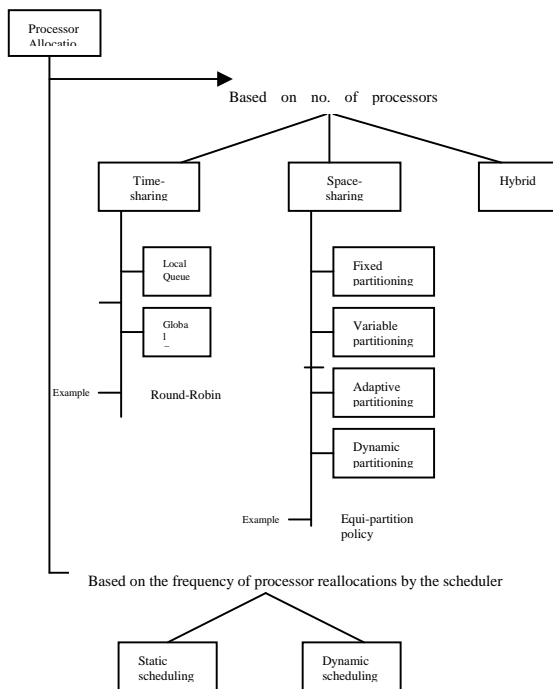 Processor
Allocatio
Based on no. of processors
Time-
sharing
Space-
sharing
Hybrid
Local
Queue
Globa
l
Fixed
partitioning
Variable
partitioning
Adaptive
partitioning
Dynamic
partitioning
Example
Round-Robin
Example
Equi-partition
policy
Based on the frequency of processor reallocations by the scheduler
Static
scheduling
Dynamic
scheduling